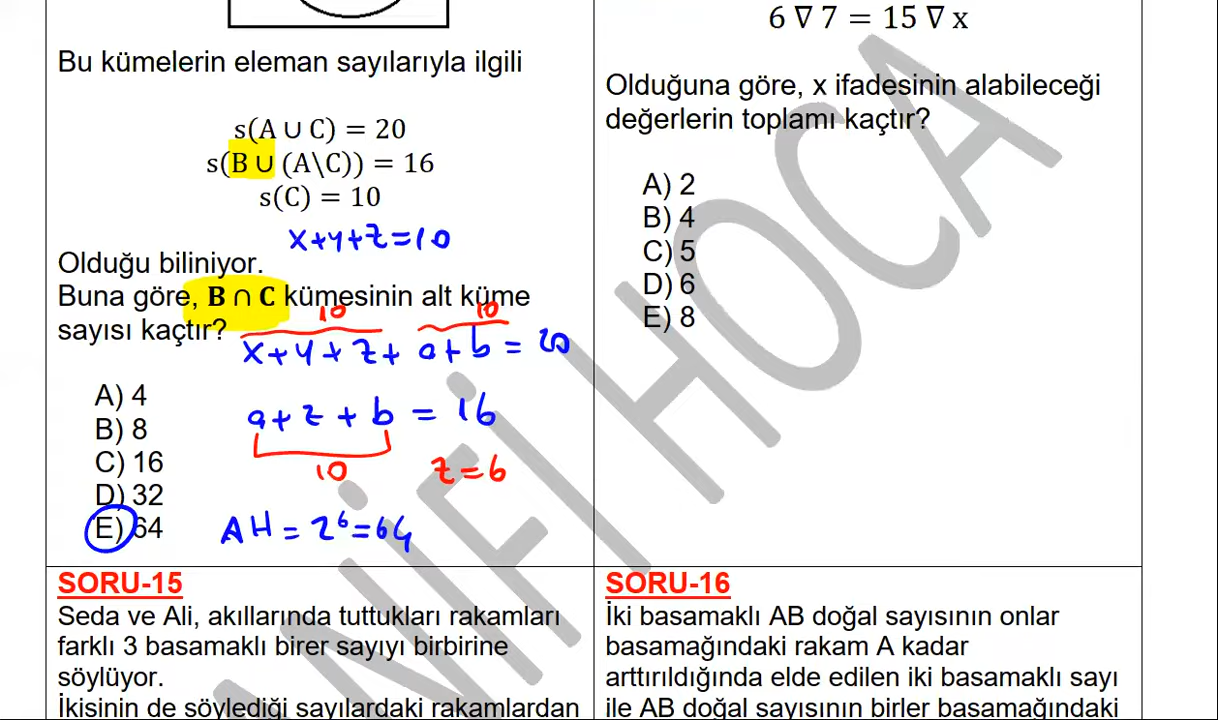 Bu kümelerin eleman sayılarıyla ilgili
s(A ∪ C) = 20
s(B ∪ (A\C)) = 16
s(C) = 10
x+y+z=10
Olduğu biliniyor.
Buna göre, B ∩ C kümesinin alt küme
sayısı kaçtır?
10 10
x+y+z+a+b=20
A) 4
B) 8
C) 16
D) 32
E) 64
a+z+b=16
10 z=6
AH=2⁶=64
6 ∇ 7 = 15 ∇ x
Olduğuna göre, x ifadesinin alabileceği
değerlerin toplamı kaçtır?
A) 2
B) 4
C) 5
D) 6
E) 8
SORU-15
Seda ve Ali, akıllarında tuttukları rakamları
farklı 3 basamaklı birer sayıyı birbirine
söylüyor.
İkisinin de söylediği sayılardaki rakamlardan
SORU-16
İki basamaklı AB doğal sayısının onlar
basamağındaki rakam A kadar
arttırıldığında elde edilen iki basamaklı sayı
ile AB doğal sayısının birler basamağındaki
ANİFİ HOCA